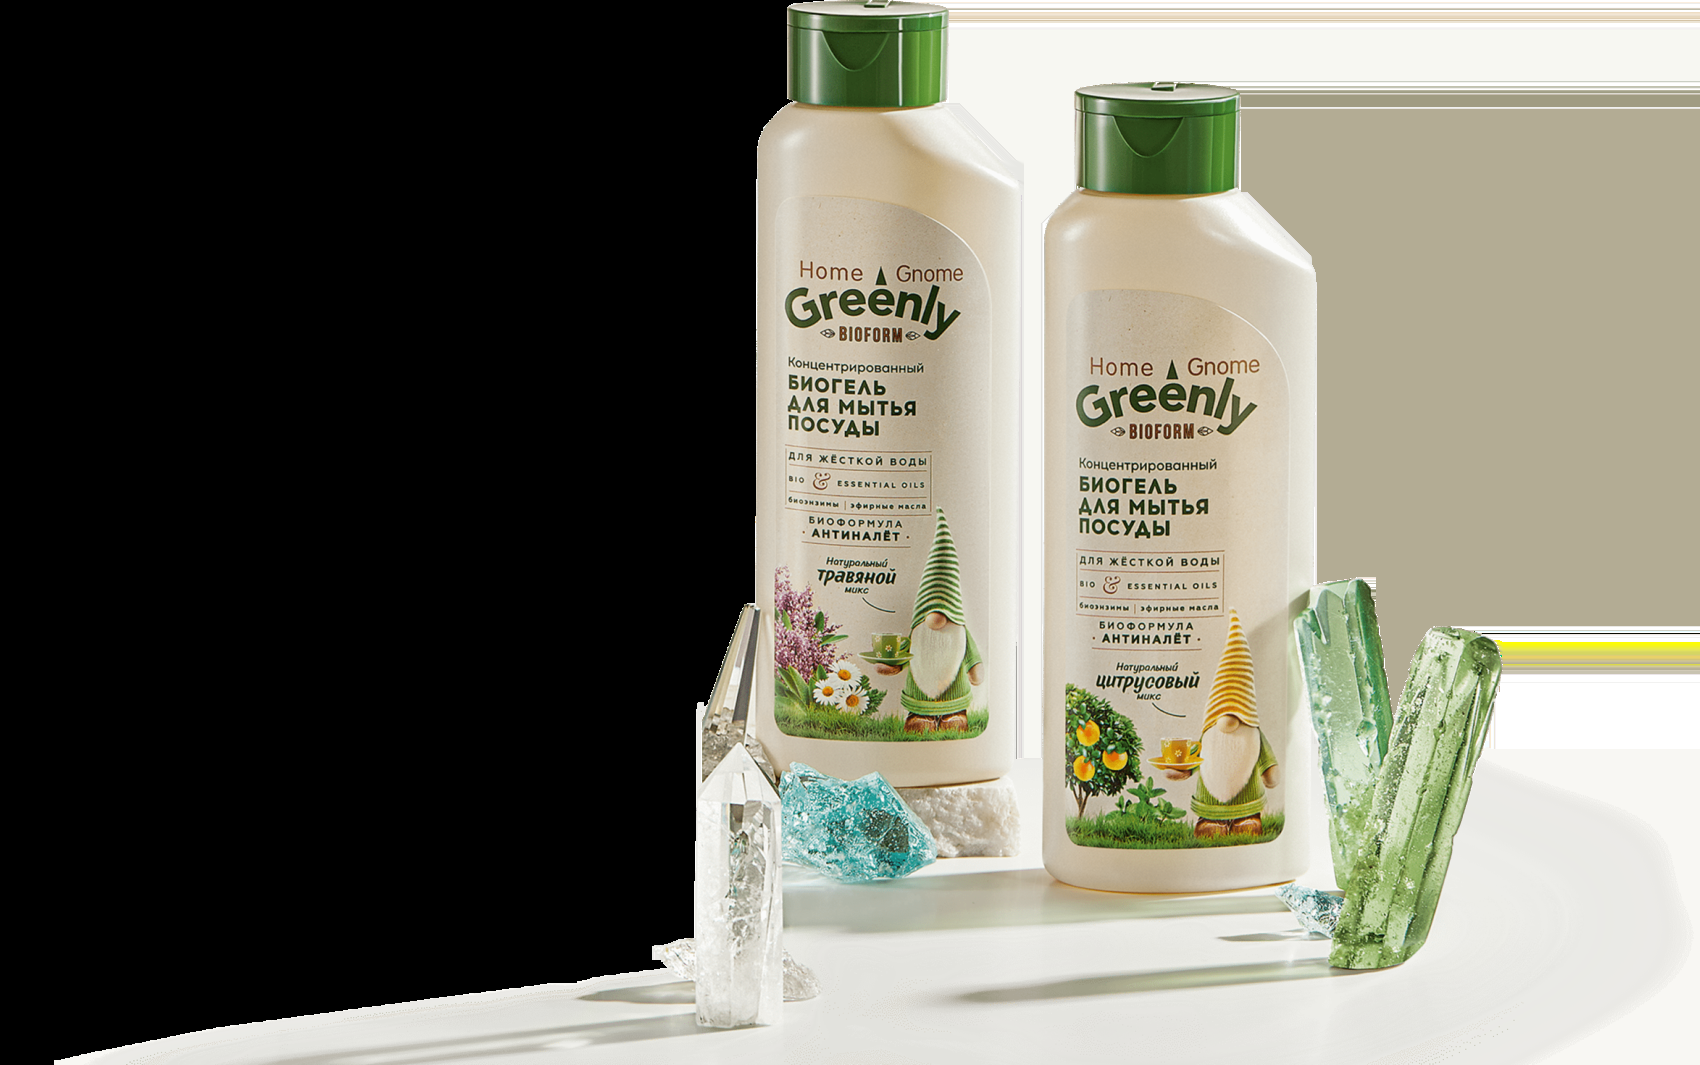 Home Gnome
Greenly
BIOFORM
Концентрированный
БИОГЕЛЬ
ДЛЯ МЫТЬЯ
ПОСУДЫ
ДЛЯ ЖЁСТКОЙ ВОДЫ
BIO & ESSENTIAL OILS
биоэнзимы | эфирные масла
БИОФОРМУЛА
· АНТИНАЛЁТ ·
Натуральный
травяной
микс
Home Gnome
Greenly
BIOFORM
Концентрированный
БИОГЕЛЬ
ДЛЯ МЫТЬЯ
ПОСУДЫ
ДЛЯ ЖЁСТКОЙ ВОДЫ
BIO & ESSENTIAL OILS
биоэнзимы | эфирные масла
БИОФОРМУЛА
· АНТИНАЛЁТ ·
Натуральный
цитрусовый
микс